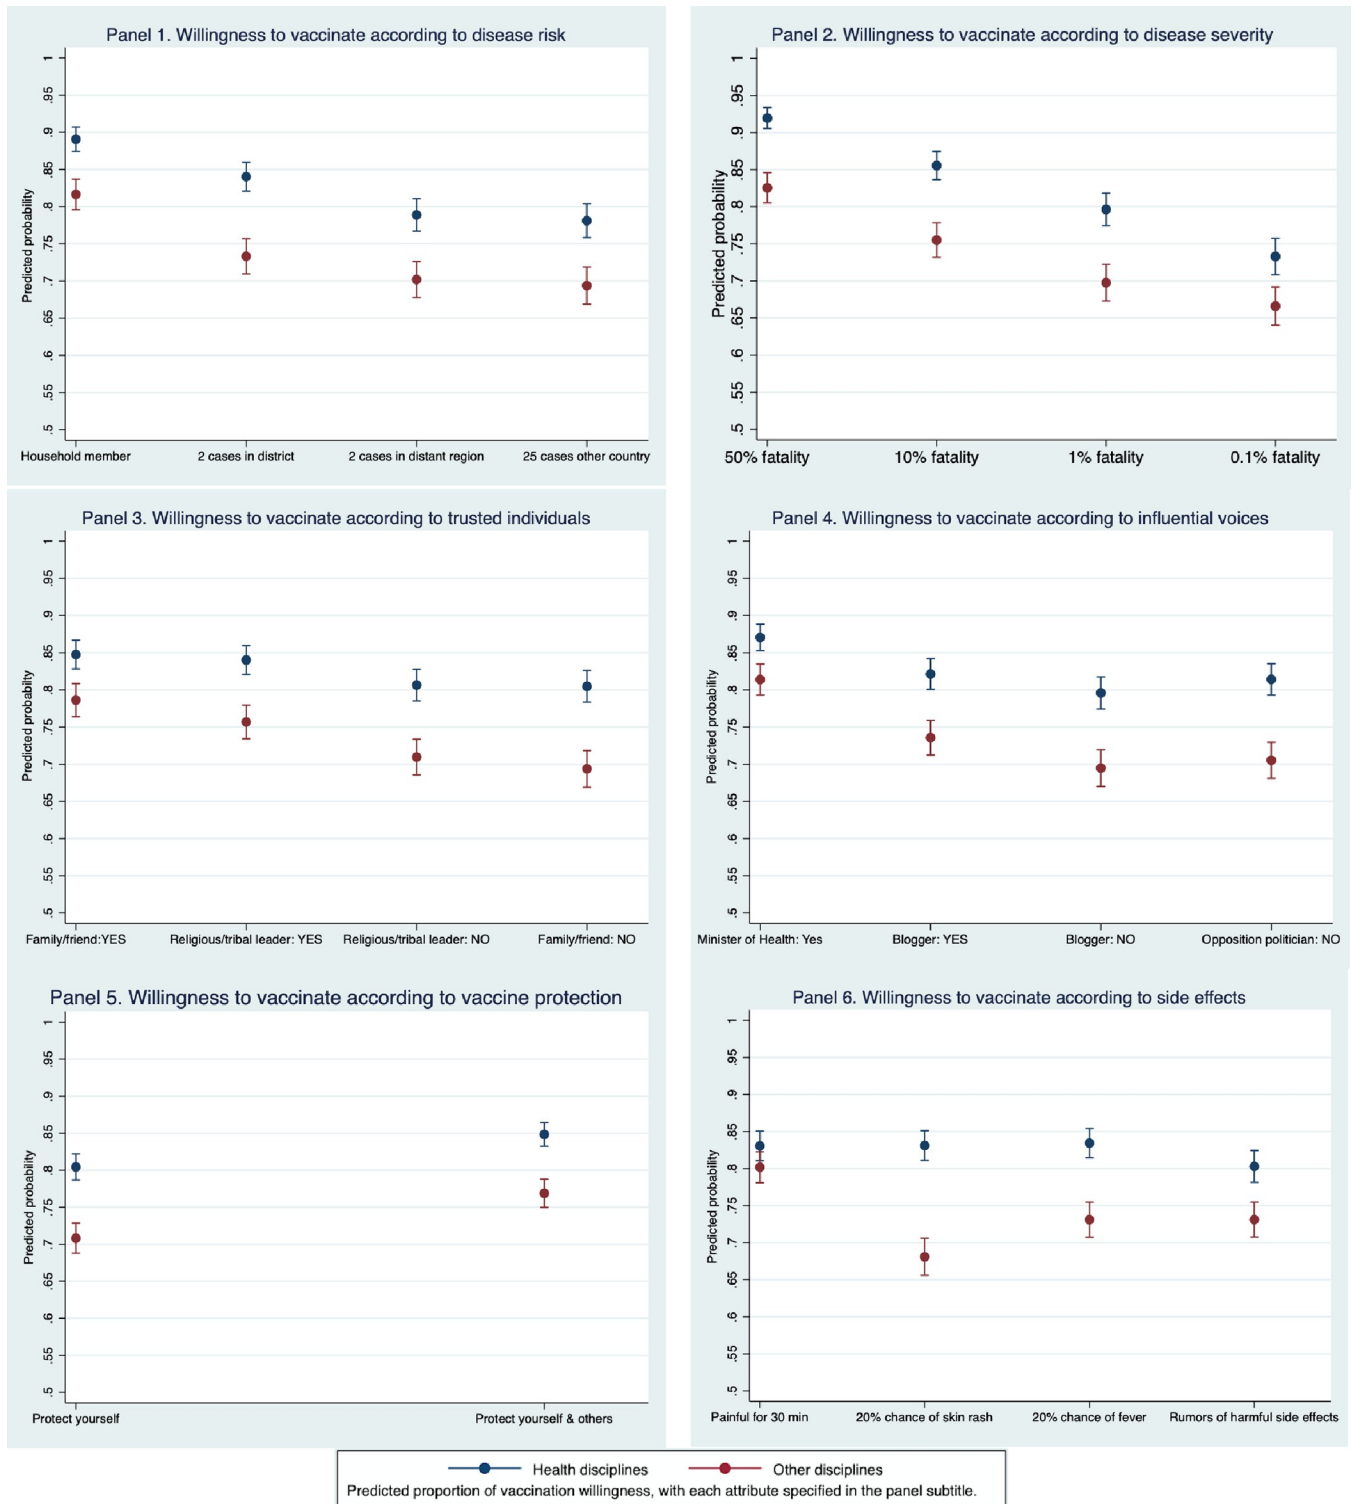 Panel 1. Willingness to vaccinate according to disease risk
Predicted probability
1
.95
.9
.85
.8
.75
.7
.65
.6
.55
.5
Household member
2 cases in district
2 cases in distant region
25 cases other country
Panel 2. Willingness to vaccinate according to disease severity
Predicted probability
1
.95
.9
.85
.8
.75
.7
.65
.6
.55
.5
50% fatality
10% fatality
1% fatality
0.1% fatality
Panel 3. Willingness to vaccinate according to trusted individuals
Predicted probability
1
.95
.9
.85
.8
.75
.7
.65
.6
.55
.5
Family/friend:YES
Religious/tribal leader: YES
Religious/tribal leader: NO
Family/friend: NO
Panel 4. Willingness to vaccinate according to influential voices
Predicted probability
1
.95
.9
.85
.8
.75
.7
.65
.6
.55
.5
Minister of Health: Yes
Blogger: YES
Blogger: NO
Opposition politician: NO
Panel 5. Willingness to vaccinate according to vaccine protection
Predicted probability
1
.95
.9
.85
.8
.75
.7
.65
.6
.55
.5
Protect yourself
Protect yourself & others
Panel 6. Willingness to vaccinate according to side effects
Predicted probability
1
.95
.9
.85
.8
.75
.7
.65
.6
.55
.5
Painful for 30 min
20% chance of skin rash
20% chance of fever
Rumors of harmful side effects
Health disciplines
Other disciplines
Predicted proportion of vaccination willingness, with each attribute specified in the panel subtitle.